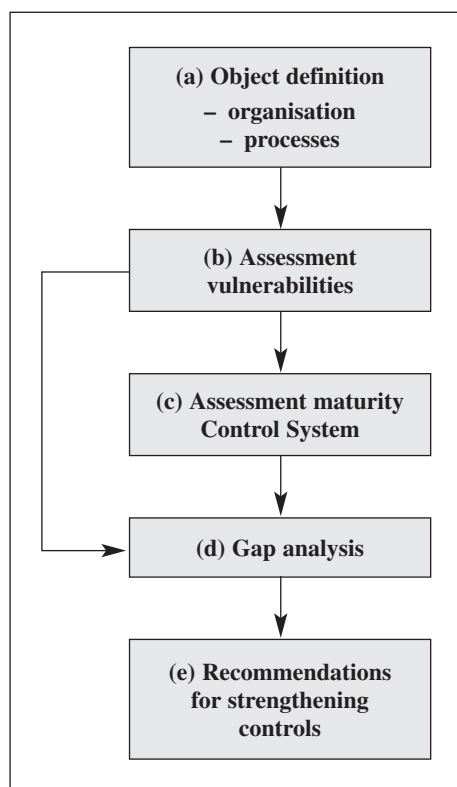 (a) Object definition
– organisation
– processes
(b) Assessment
vulnerabilities
(c) Assessment maturity
Control System
(d) Gap analysis
(e) Recommendations
for strengthening
controls